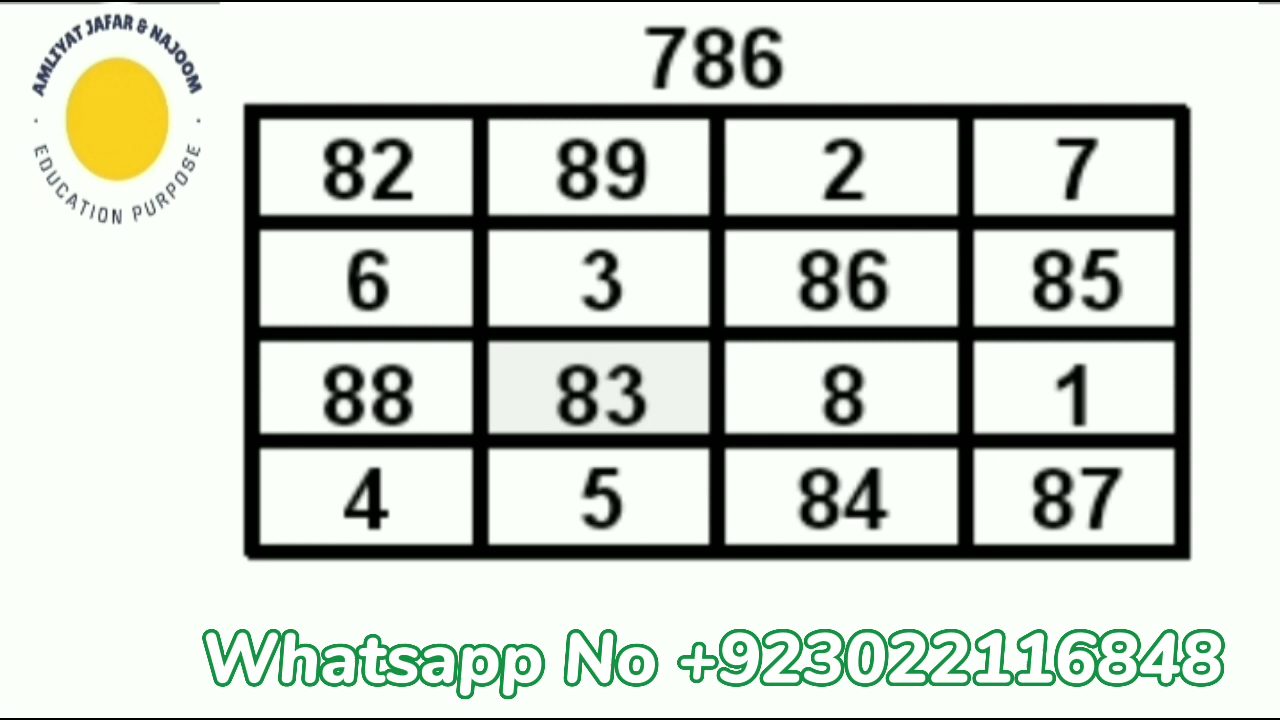 AMLIYAT JAFAR & NAJOOM
· EDUCATION PURPOSE ·
786
82 89 2 7
6 3 86 85
88 83 8 1
4 5 84 87
Whatsapp No +923022116848